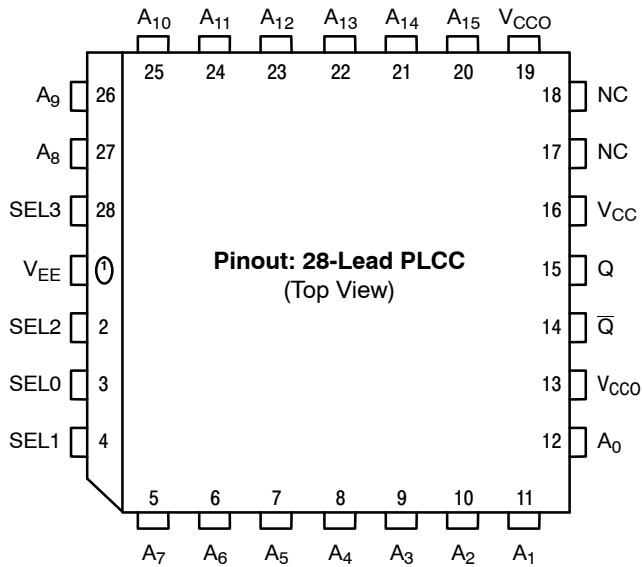 A10 A11 A12 A13 A14 A15 VCCO
25 24 23 22 21 20 19
A9 26 18 NC
A8 27 17 NC
SEL3 28 16 VCC
VEE 1 Pinout: 28-Lead PLCC 15 Q
(Top View)
SEL2 2 14 Q̅
SEL0 3 13 VCCO
SEL1 4 12 A0
5 6 7 8 9 10 11
A7 A6 A5 A4 A3 A2 A1